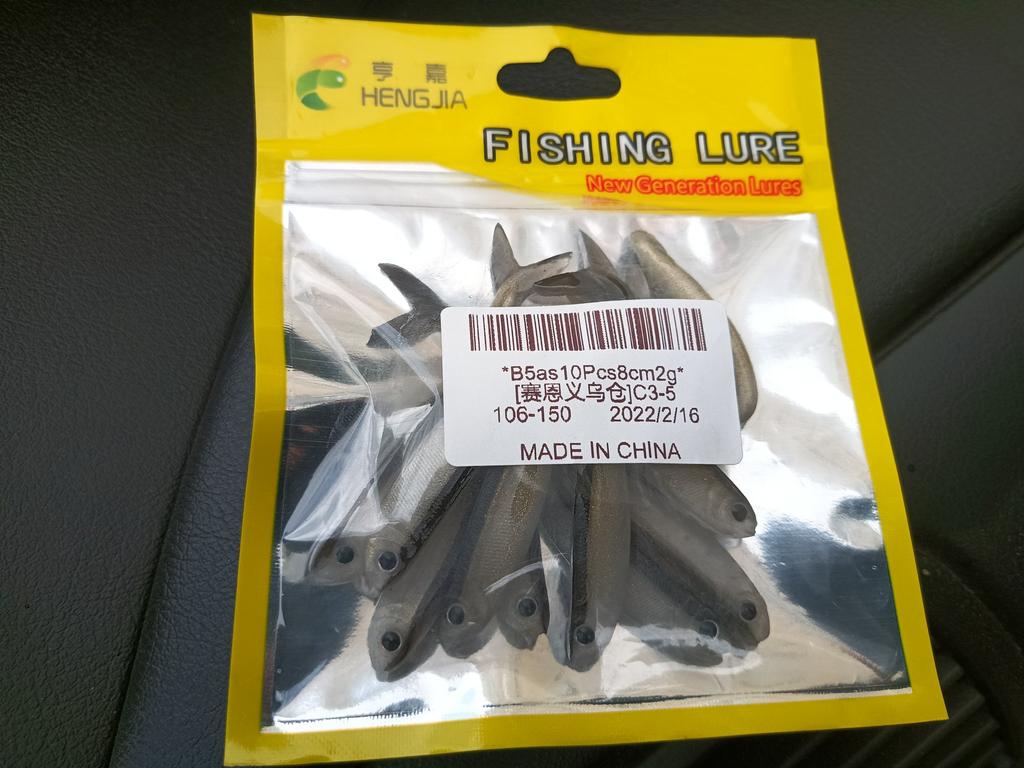 亨 嘉
HENGJIA
FISHING LURE
New Generation Lures
*B5as10Pcs8cm2g*
[赛恩义乌仓]C3-5
106-150 2022/2/16
MADE IN CHINA